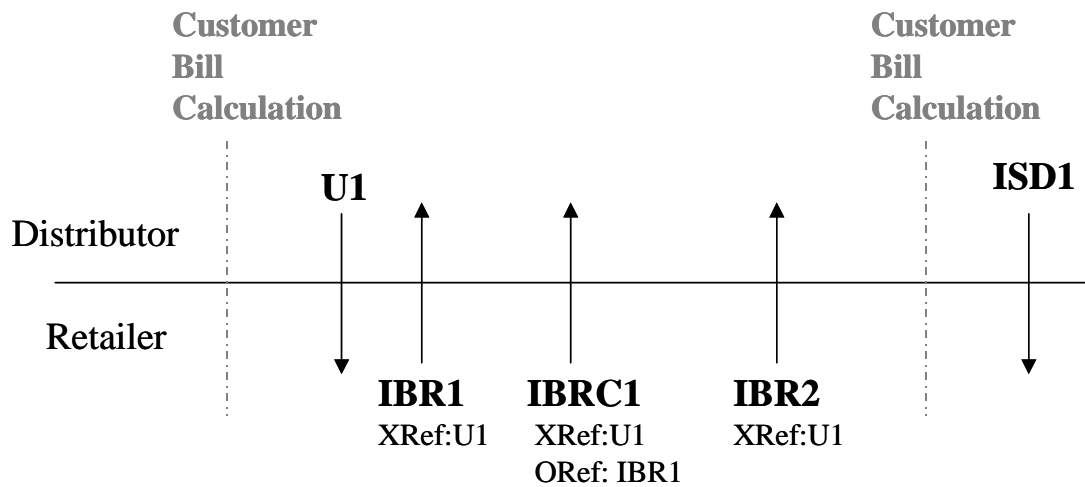 Customer
Bill
Calculation
Customer
Bill
Calculation
U1
ISD1
Distributor
Retailer
IBR1
XRef:U1
IBRC1
XRef:U1
ORef: IBR1
IBR2
XRef:U1